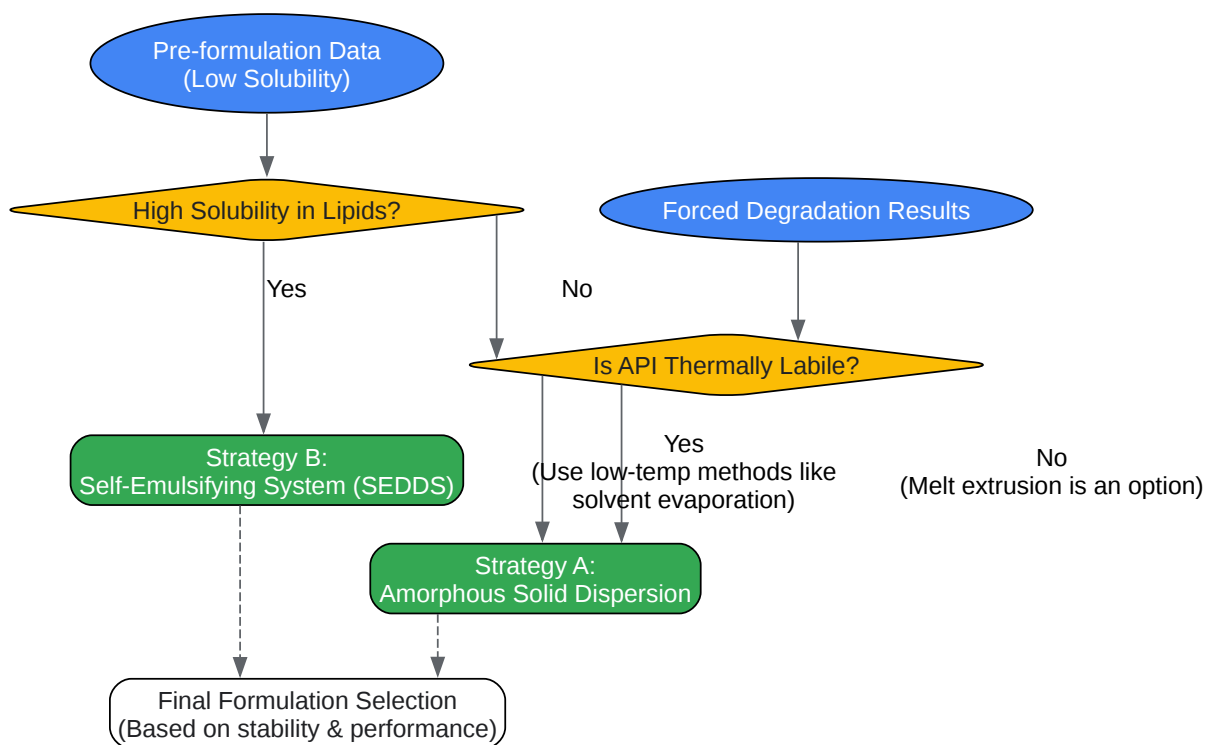 Pre-formulation Data
(Low Solubility)
High Solubility in Lipids?
Forced Degradation Results
Yes
No
Is API Thermally Labile?
Strategy B:
Self-Emulsifying System (SEDDS)
Yes
(Use low-temp methods like
solvent evaporation)
No
(Melt extrusion is an option)
Strategy A:
Amorphous Solid Dispersion
Final Formulation Selection
(Based on stability & performance)